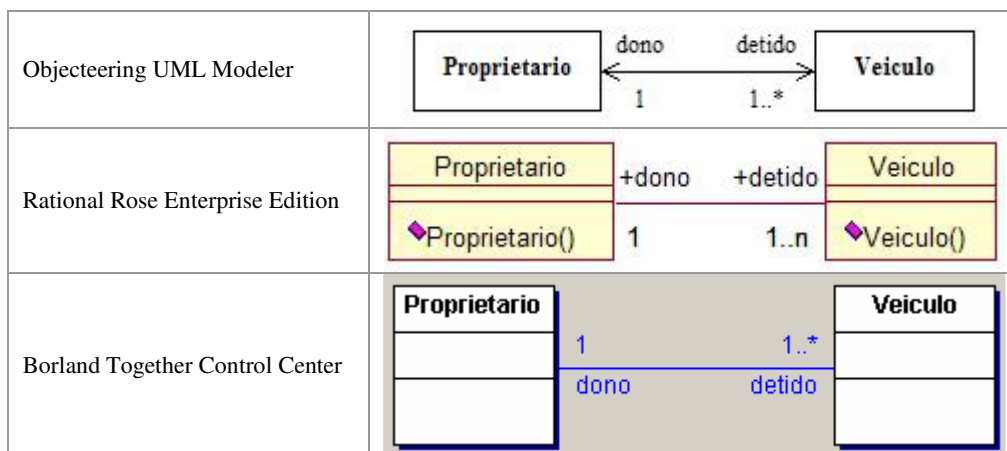 Objecteering UML Modeler
Proprietario
dono
detido
1
1..*
Veiculo
Rational Rose Enterprise Edition
Proprietario
Proprietario()
+dono
+detido
1
1..n
Veiculo
Veiculo()
Borland Together Control Center
Proprietario
1
1..*
dono
detido
Veiculo